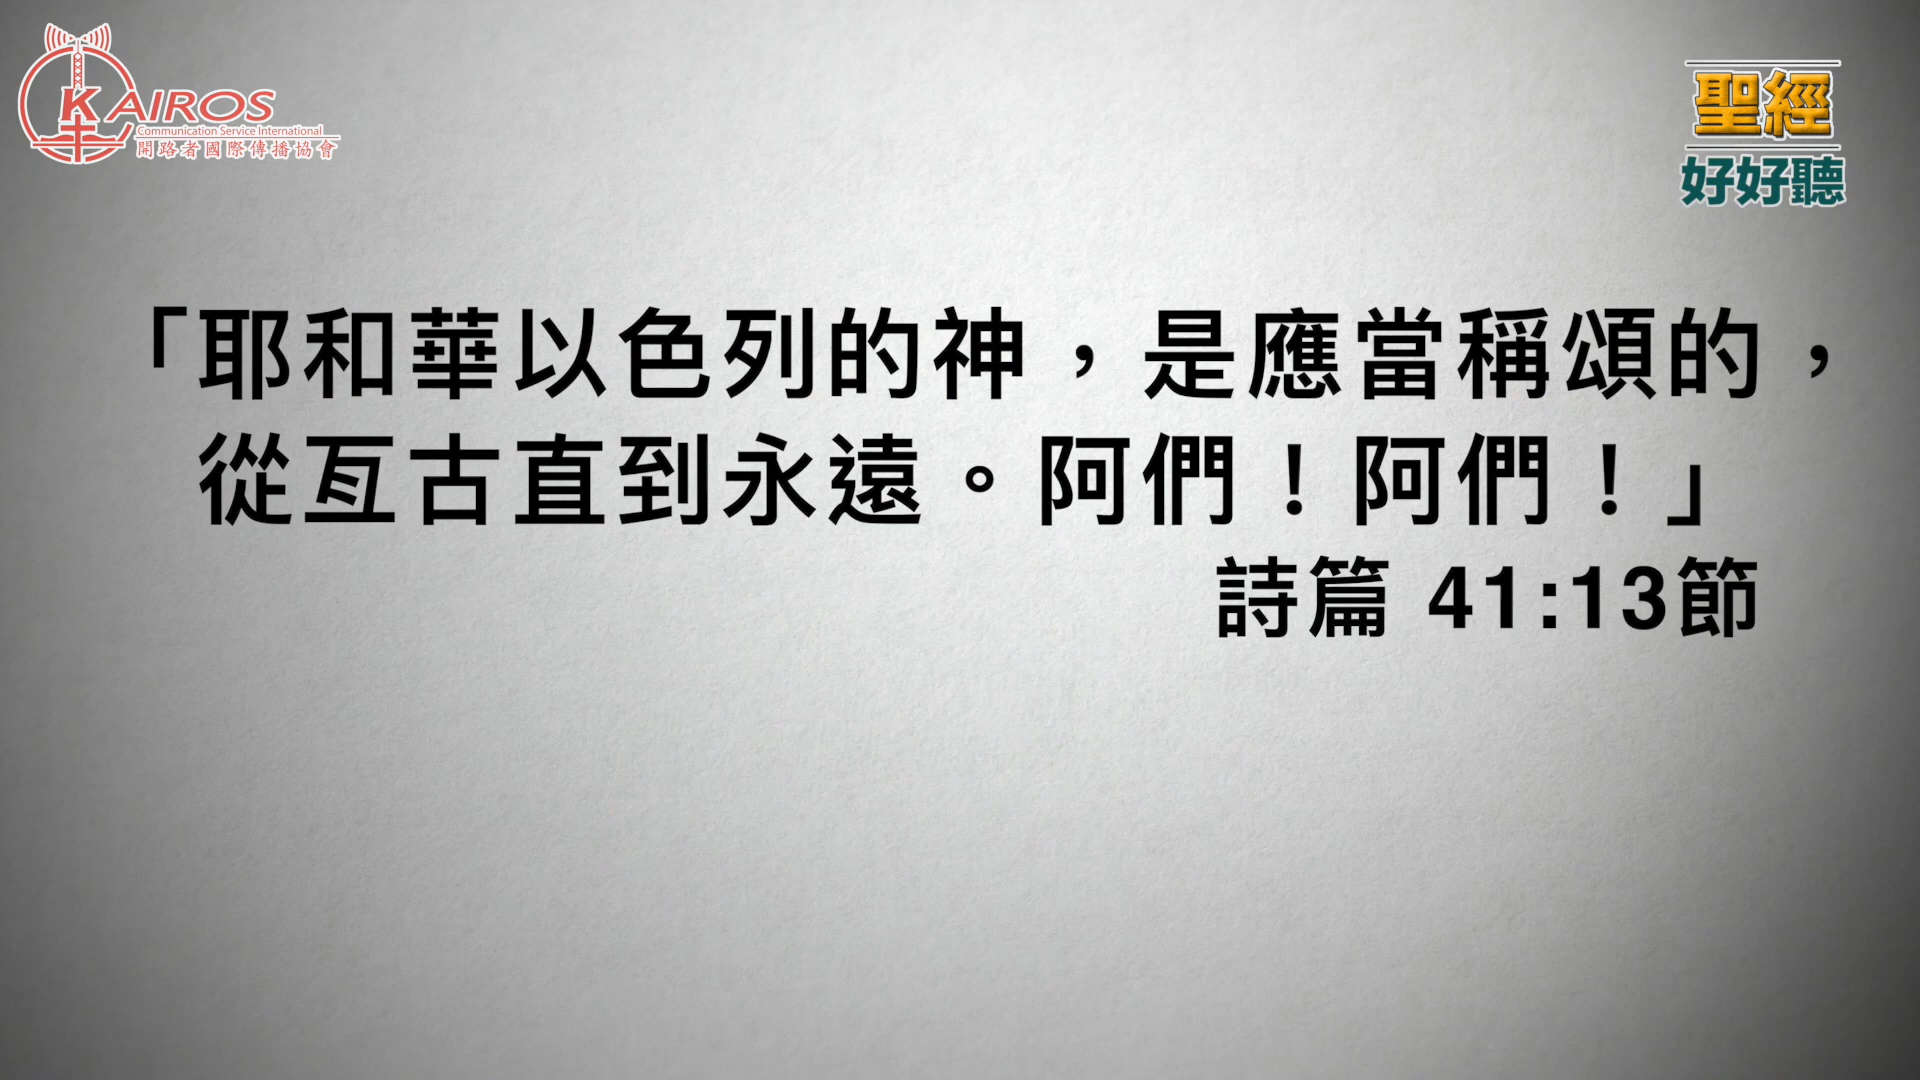 KAIROS
Communication Service International
開路者國際傳播協會
聖經
好好聽
「耶和華以色列的神，是應當稱頌的，
從亙古直到永遠。阿們！阿們！」
詩篇 41:13節